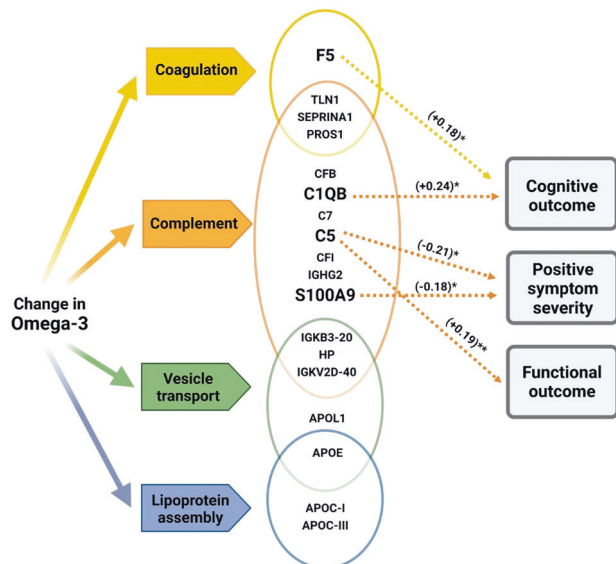 Coagulation
F5
TLN1
SEPRINA1
PROS1
(+0.18)*
CFB
Complement
C1QB
(+0.24)*
Cognitive
outcome
C7
C5
(-0.21)*
CFI
IGHG2
S100A9
(-0.18)*
Positive
symptom
severity
Change in
Omega-3
(+0.19)**
IGKB3-20
HP
IGKV2D-40
Functional
outcome
Vesicle
transport
APOL1
APOE
Lipoprotein
assembly
APOC-I
APOC-III